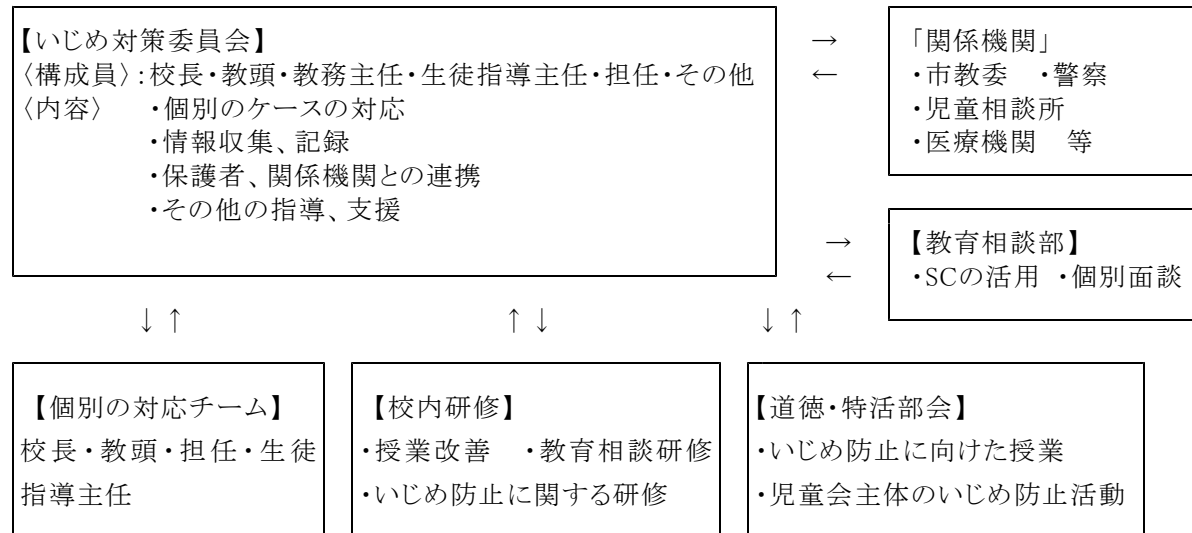 【いじめ対策委員会】
〈構成員〉:校長・教頭・教務主任・生徒指導主任・担任・その他
〈内容〉 ・個別のケースの対応
・情報収集、記録
・保護者、関係機関との連携
・その他の指導、支援
→
←
「関係機関」
・市教委 ・警察
・児童相談所
・医療機関 等
→
←
【教育相談部】
・SCの活用 ・個別面談
↓↑ ↑↓ ↓↑
【個別の対応チーム】
校長・教頭・担任・生徒
指導主任
【校内研修】
・授業改善 ・教育相談研修
・いじめ防止に関する研修
【道徳・特活部会】
・いじめ防止に向けた授業
・児童会主体のいじめ防止活動